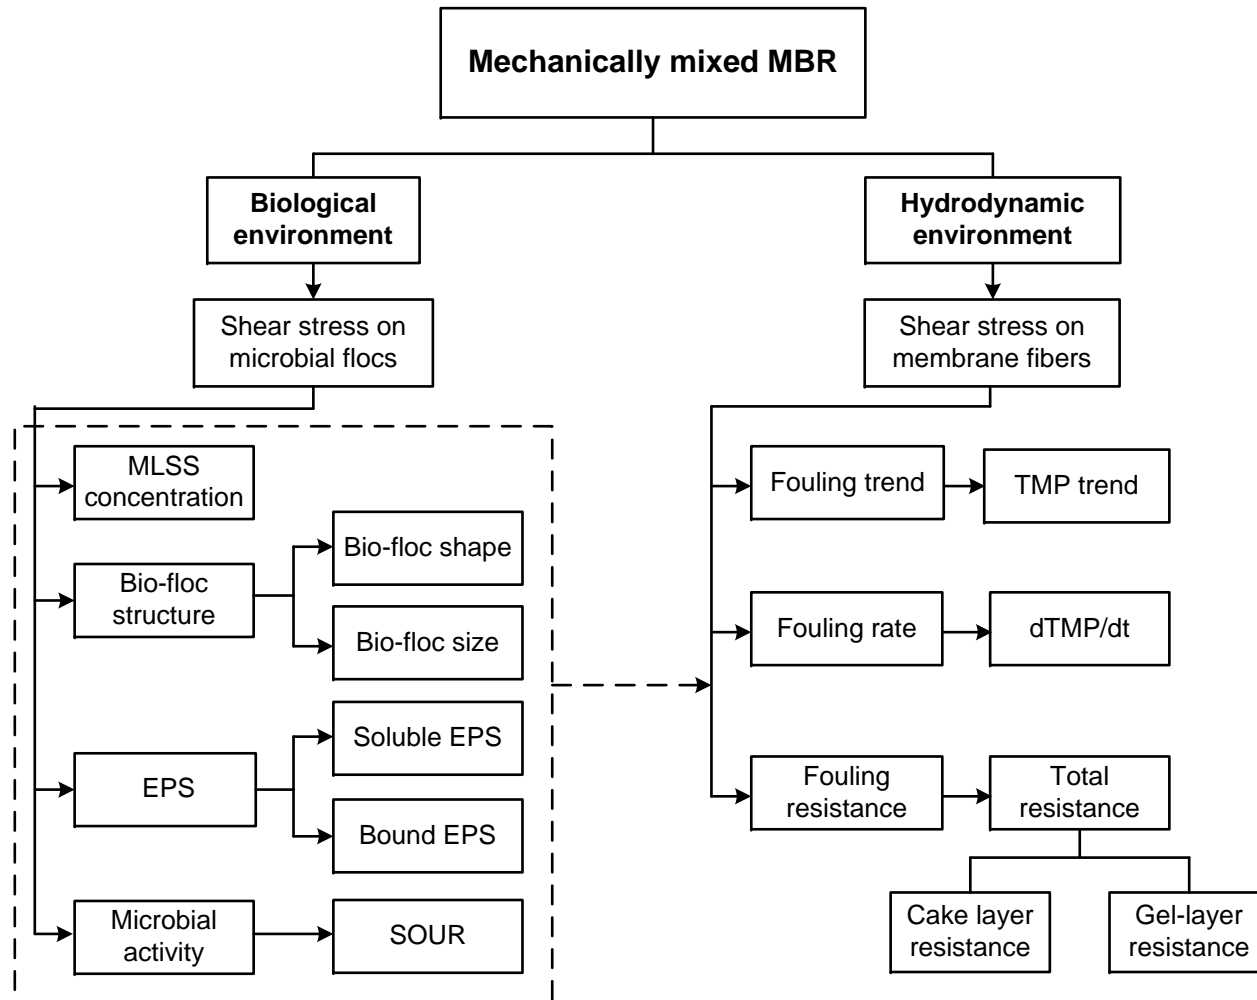 Mechanically mixed MBR
Biological
environment
Hydrodynamic
environment
Shear stress on
microbial flocs
Shear stress on
membrane fibers
MLSS
concentration
Bio-floc
structure
Bio-floc shape
Bio-floc size
EPS
Soluble EPS
Bound EPS
Microbial
activity
SOUR
Fouling trend
TMP trend
Fouling rate
dTMP/dt
Fouling
resistance
Total
resistance
Cake layer
resistance
Gel-layer
resistance